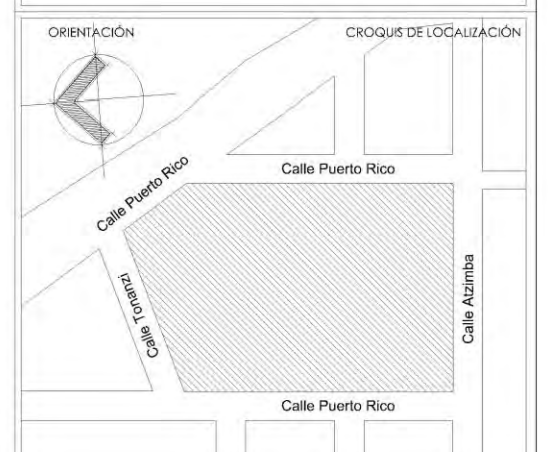 ORIENTACIÓN
CROQUIS DE LOCALIZACIÓN
Calle Puerto Rico
Calle Puerto Rico
Calle Tonanzi
Calle Atzimba
Calle Puerto Rico